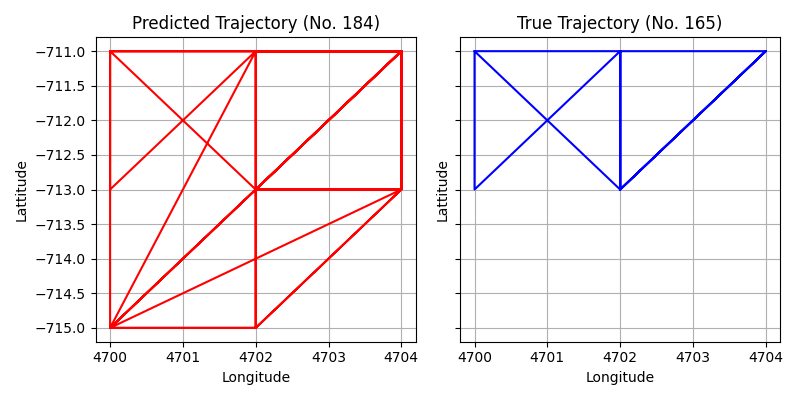 Predicted Trajectory (No. 184)
True Trajectory (No. 165)
Lattitude
−711.0
−711.5
−712.0
−712.5
−713.0
−713.5
−714.0
−714.5
−715.0
4700 4701 4702 4703 4704
Longitude
Lattitude
4700 4701 4702 4703 4704
Longitude